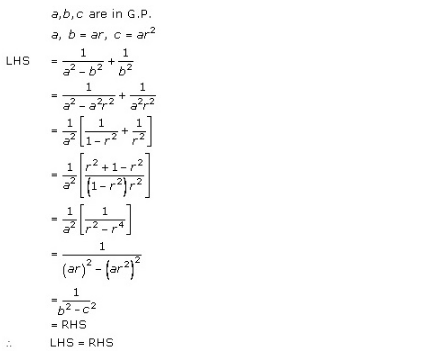 a,b,c are in G.P.
a, b = ar, c = ar²
LHS = 1/(a² – b²) + 1/b²
= 1/(a² – a²r²) + 1/(a²r²)
= 1/a² [1/(1 – r²) + 1/r²]
= 1/a² [(r² + 1 – r²)/((1 – r²)r²)]
= 1/a² [1/(r² – r⁴)]
= 1/((ar)² – (ar²)²)
= 1/(b² – c²)
= RHS
∴ LHS = RHS